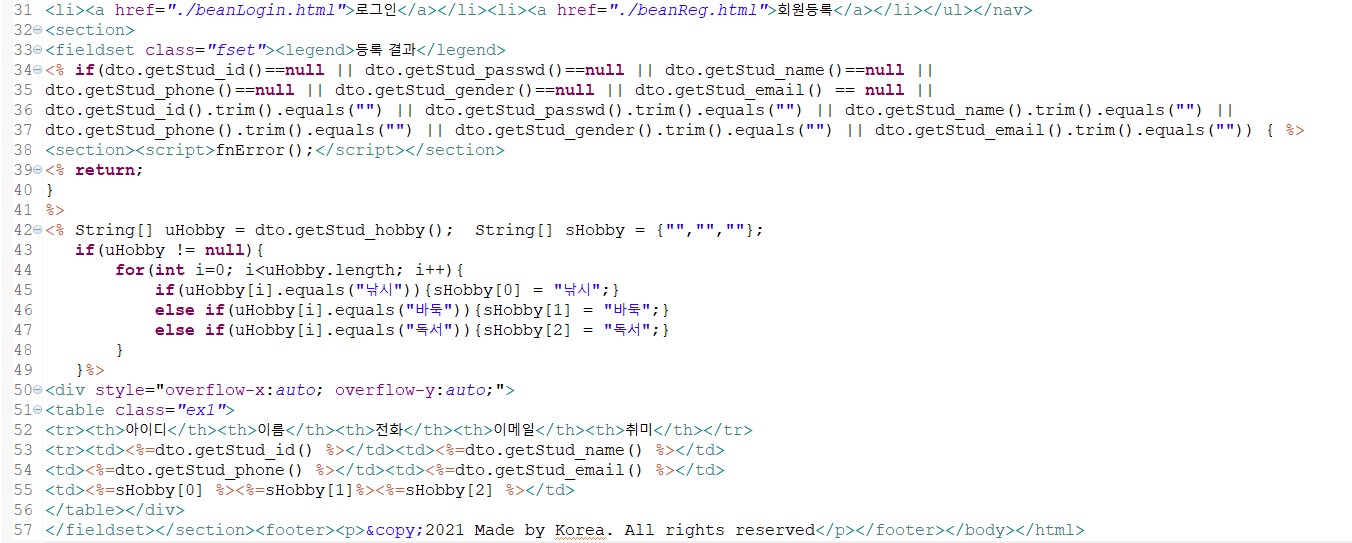 31 <li><a href="./beanLogin.html">로그인</a></li><li><a href="./beanReg.html">회원등록</a></li></ul></nav>
32 <section>
33 <fieldset class="fset"><legend>등록 결과</legend>
34 <% if(dto.getStud_id()==null || dto.getStud_passwd()==null || dto.getStud_name()==null ||
35 dto.getStud_phone()==null || dto.getStud_gender()==null || dto.getStud_email() == null ||
36 dto.getStud_id().trim().equals("") || dto.getStud_passwd().trim().equals("") || dto.getStud_name().trim().equals("") ||
37 dto.getStud_phone().trim().equals("") || dto.getStud_gender().trim().equals("") || dto.getStud_email().trim().equals("")) { %>
38 <section><script>fnError();</script></section>
39 <% return;
40 }
41 %>
42 <% String[] uHobby = dto.getStud_hobby();  String[] sHobby = {"","",""};
43    if(uHobby != null){
44        for(int i=0; i<uHobby.length; i++){
45            if(uHobby[i].equals("낚시")){sHobby[0] = "낚시";}
46            else if(uHobby[i].equals("바둑")){sHobby[1] = "바둑";}
47            else if(uHobby[i].equals("독서")){sHobby[2] = "독서";}
48        }
49    }%>
50 <div style="overflow-x:auto; overflow-y:auto;">
51 <table class="ex1">
52 <tr><th>아이디</th><th>이름</th><th>전화</th><th>이메일</th><th>취미</th></tr>
53 <tr><td><%=dto.getStud_id() %></td><td><%=dto.getStud_name() %></td>
54 <td><%=dto.getStud_phone() %></td><td><%=dto.getStud_email() %></td>
55 <td><%=sHobby[0] %><%=sHobby[1]%><%=sHobby[2] %></td>
56 </table></div>
57 </fieldset></section><footer><p>&copy;2021 Made by Korea. All rights reserved</p></footer></body></html>